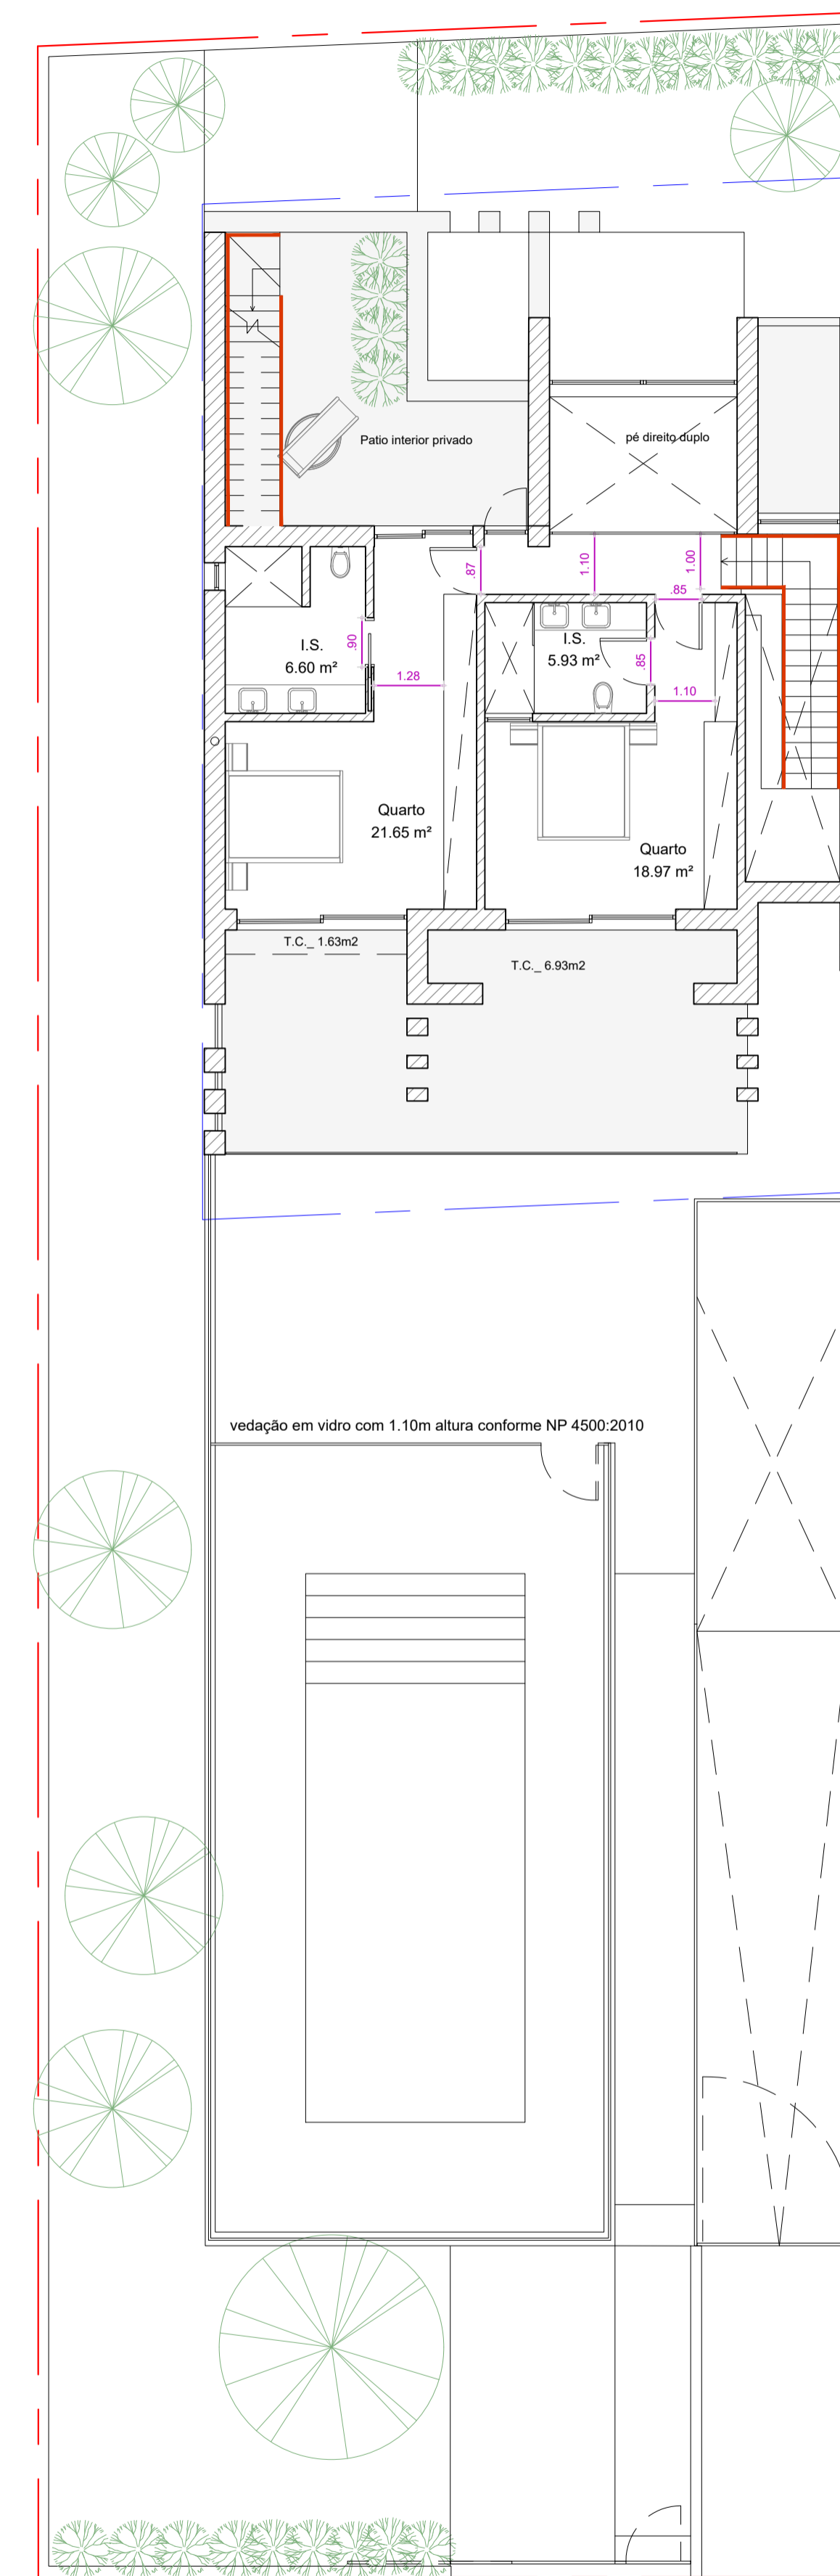 Patio interior privado
pé direito duplo
.87
1.10
1.00
.85
I.S.
6.60 m²
.90
I.S.
5.93 m²
.85
1.28
1.10
Quarto
21.65 m²
Quarto
18.97 m²
T.C._ 1.63m2
T.C._ 6.93m2
vedação em vidro com 1.10m altura conforme NP 4500:2010